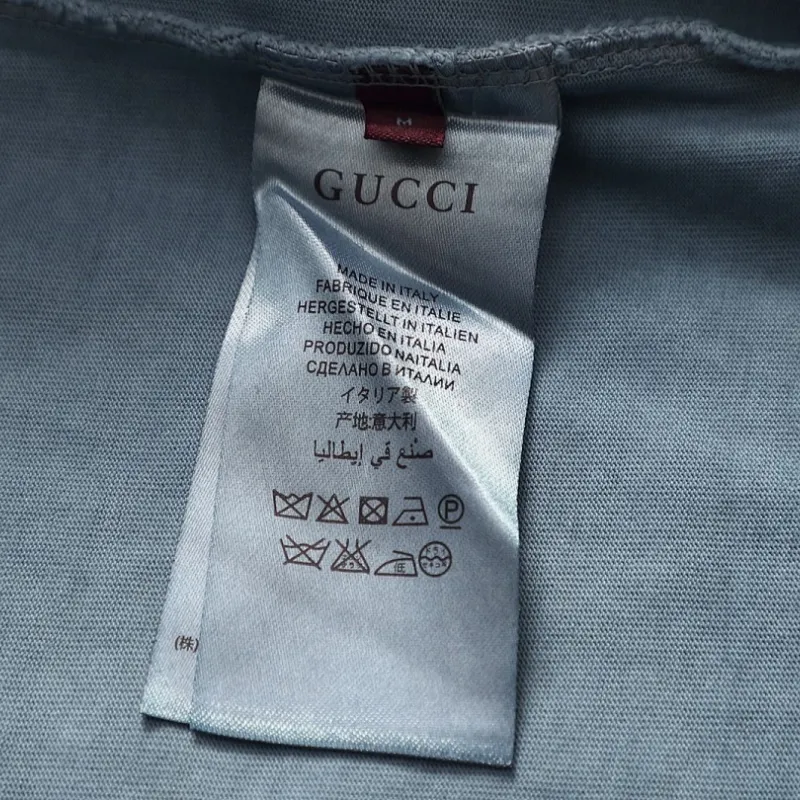 M
GUCCI
MADE IN ITALY
FABRIQUE EN ITALIE
HERGESTELLT IN ITALIEN
HECHO EN ITALIA
PRODUZIDO NAITALIA
СДЕЛАНО В ИТАЛИИ
イタリア製
产地:意大利
صنع في إيطاليا
P
低
(株)